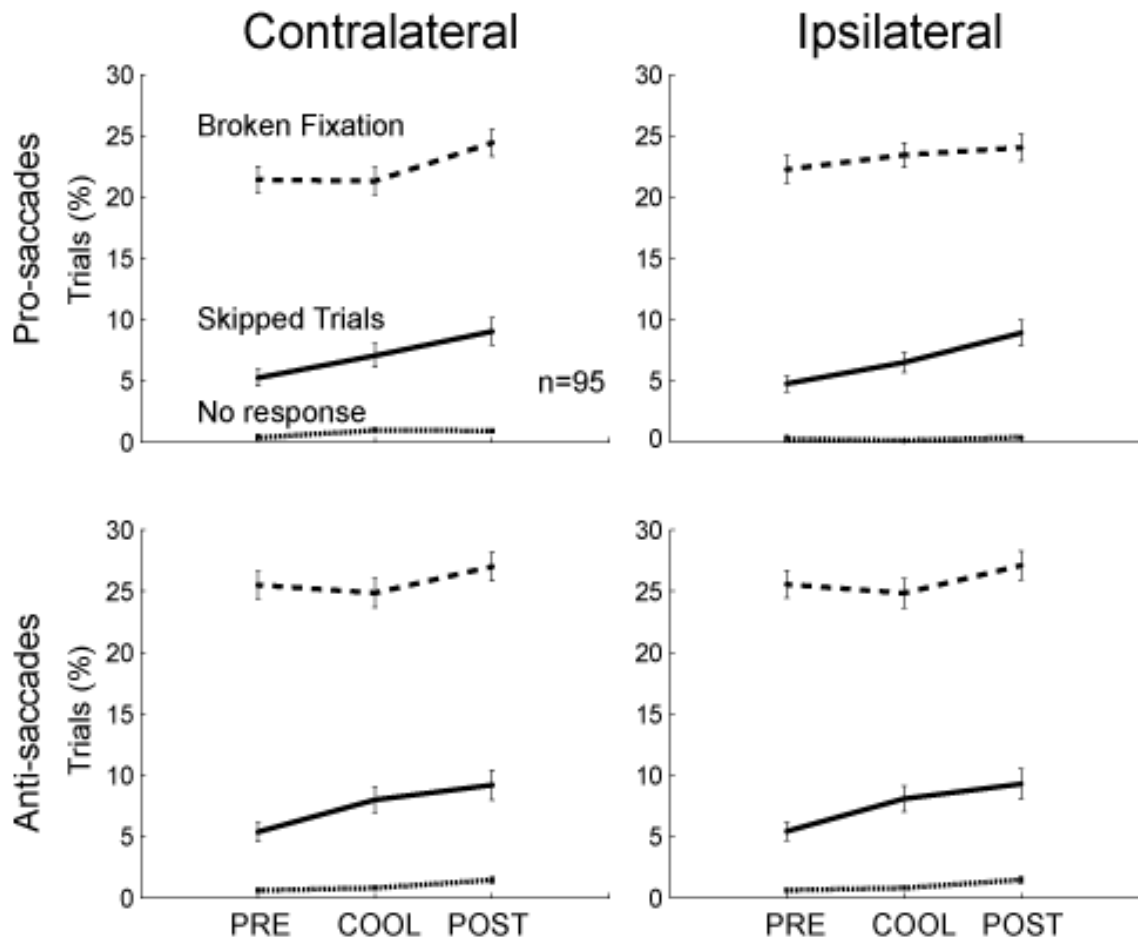 Contralateral
Ipsilateral
Pro-saccades
Trials (%)
30
25
20
15
10
5
0
Broken Fixation
Skipped Trials
No response
n=95
30
25
20
15
10
5
0
Anti-saccades
Trials (%)
30
25
20
15
10
5
0
PRE COOL POST
30
25
20
15
10
5
0
PRE COOL POST